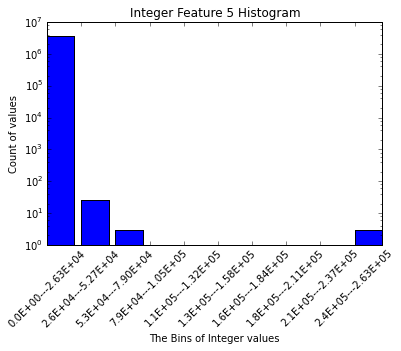 Integer Feature 5 Histogram
Count of values
10^7
10^6
10^5
10^4
10^3
10^2
10^1
10^0
0.0E+00---2.63E+04
2.6E+04---5.27E+04
5.3E+04---7.90E+04
7.9E+04---1.05E+05
1.1E+05---1.32E+05
1.3E+05---1.58E+05
1.6E+05---1.84E+05
1.8E+05---2.11E+05
2.1E+05---2.37E+05
2.4E+05---2.63E+05
The Bins of Integer values